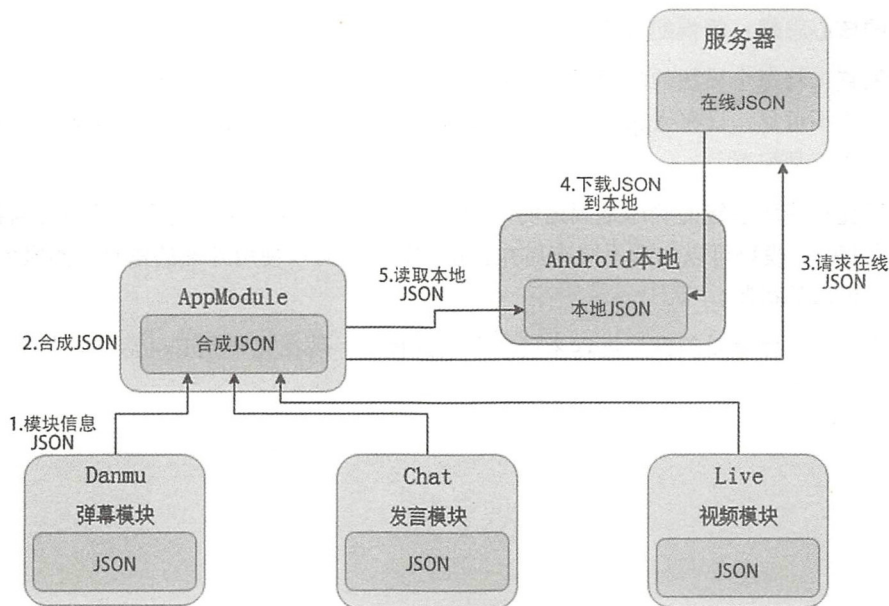 服务器
在线JSON
4.下载JSON
到本地
Android本地
3.请求在线
JSON
5.读取本地
JSON
本地JSON
AppModule
2.合成JSON
合成JSON
1.模块信息
JSON
Danmu
弹幕模块
JSON
Chat
发言模块
JSON
Live
视频模块
JSON